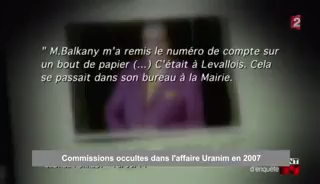 2
" M.Balkany m'a remis le numéro de compte sur
un bout de papier (...) C'était à Levallois. Cela
se passait dans son bureau à la Mairie.
Commissions occultes dans l'affaire Uranim en 2007
d'enquête